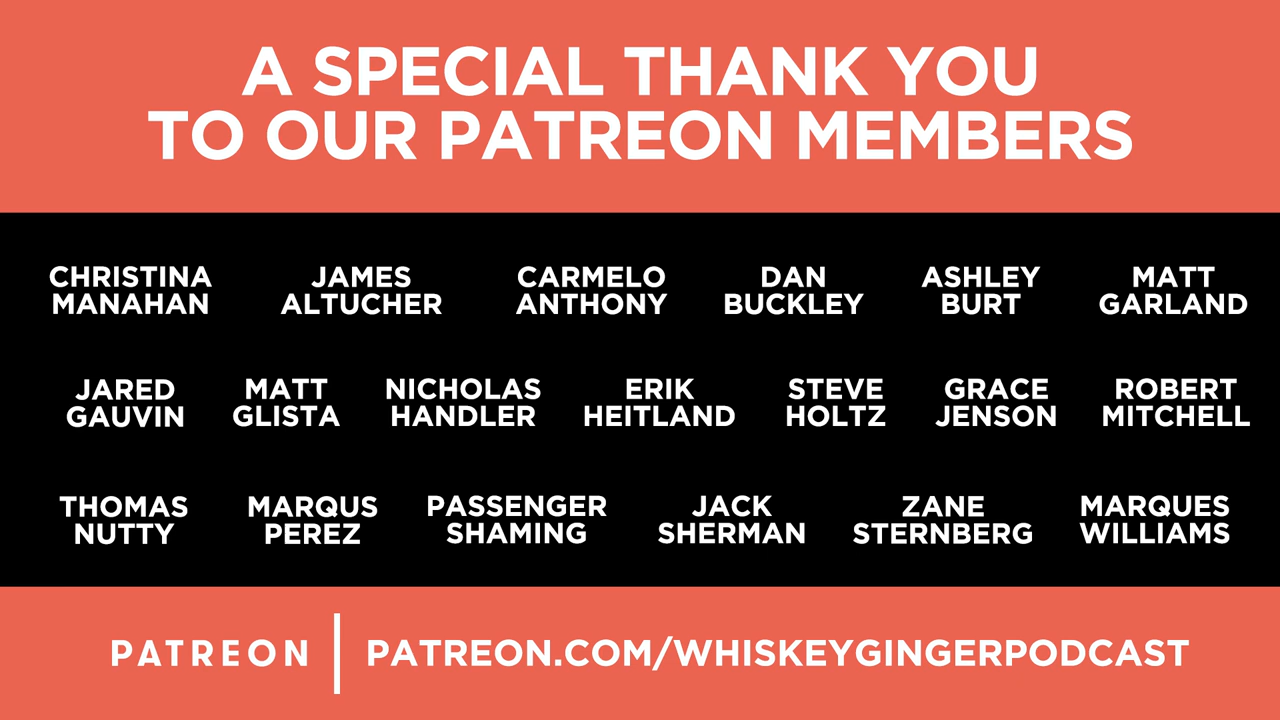 A SPECIAL THANK YOU
TO OUR PATREON MEMBERS
CHRISTINA
MANAHAN
JAMES
ALTUCHER
CARMELO
ANTHONY
DAN
BUCKLEY
ASHLEY
BURT
MATT
GARLAND
JARED
GAUVIN
MATT
GLISTA
NICHOLAS
HANDLER
ERIK
HEITLAND
STEVE
HOLTZ
GRACE
JENSON
ROBERT
MITCHELL
THOMAS
NUTTY
MARQUS
PEREZ
PASSENGER
SHAMING
JACK
SHERMAN
ZANE
STERNBERG
MARQUES
WILLIAMS
PATREON | PATREON.COM/WHISKEYGINGERPODCAST